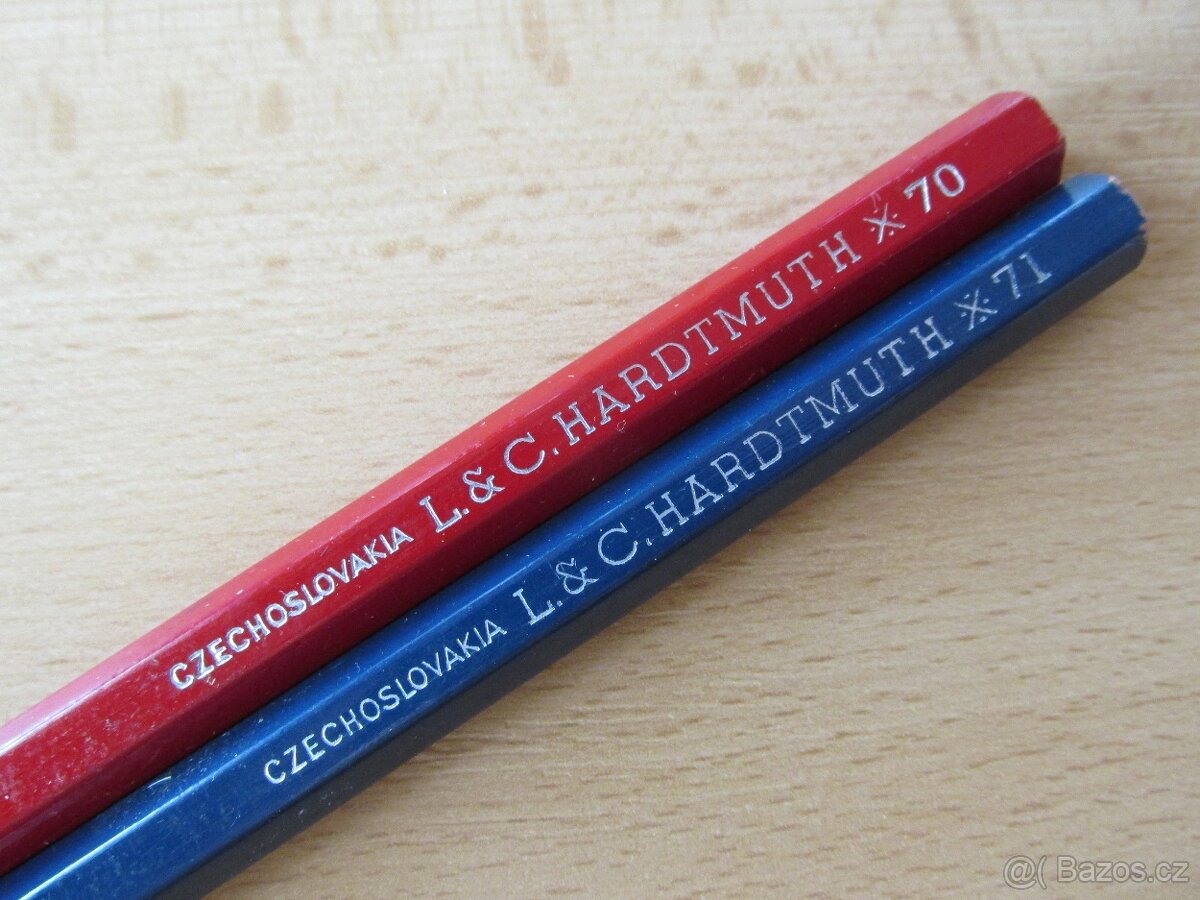 CZECHOSLOVAKIA L. & C. HARDTMUTH ※ 70
CZECHOSLOVAKIA L. & C. HARDTMUTH ※ 71
@( Bazos.cz